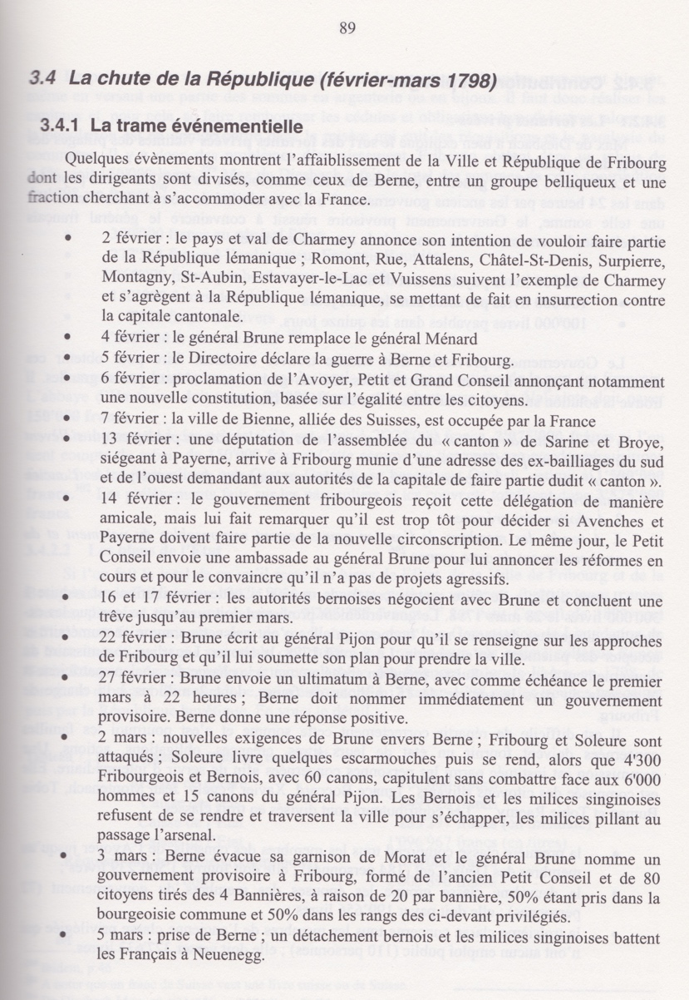 89
3.4 La chute de la République (février-mars 1798)
3.4.1 La trame événementielle
Quelques évènements montrent l'affaiblissement de la Ville et République de Fribourg
dont les dirigeants sont divisés, comme ceux de Berne, entre un groupe belliqueux et une
fraction cherchant à s'accommoder avec la France.
• 2 février : le pays et val de Charmey annonce son intention de vouloir faire partie
de la République lémanique ; Romont, Rue, Attalens, Châtel-St-Denis, Surpierre,
Montagny, St-Aubin, Estavayer-le-Lac et Vuissens suivent l'exemple de Charmey
et s'agrègent à la République lémanique, se mettant de fait en insurrection contre
la capitale cantonale.
• 4 février : le général Brune remplace le général Ménard
• 5 février : le Directoire déclare la guerre à Berne et Fribourg.
• 6 février : proclamation de l'Avoyer, Petit et Grand Conseil annonçant notamment
une nouvelle constitution, basée sur l'égalité entre les citoyens.
• 7 février : la ville de Bienne, alliée des Suisses, est occupée par la France
• 13 février : une députation de l'assemblée du « canton » de Sarine et Broye,
siégeant à Payerne, arrive à Fribourg munie d'une adresse des ex-bailliages du sud
et de l'ouest demandant aux autorités de la capitale de faire partie dudit « canton ».
• 14 février : le gouvernement fribourgeois reçoit cette délégation de manière
amicale, mais lui fait remarquer qu'il est trop tôt pour décider si Avenches et
Payerne doivent faire partie de la nouvelle circonscription. Le même jour, le Petit
Conseil envoie une ambassade au général Brune pour lui annoncer les réformes en
cours et pour le convaincre qu'il n'a pas de projets agressifs.
• 16 et 17 février : les autorités bernoises négocient avec Brune et concluent une
trêve jusqu'au premier mars.
• 22 février : Brune écrit au général Pijon pour qu'il se renseigne sur les approches
de Fribourg et qu'il lui soumette son plan pour prendre la ville.
• 27 février : Brune envoie un ultimatum à Berne, avec comme échéance le premier
mars à 22 heures ; Berne doit nommer immédiatement un gouvernement
provisoire. Berne donne une réponse positive.
• 2 mars : nouvelles exigences de Brune envers Berne ; Fribourg et Soleure sont
attaqués ; Soleure livre quelques escarmouches puis se rend, alors que 4'300
Fribourgeois et Bernois, avec 60 canons, capitulent sans combattre face aux 6'000
hommes et 15 canons du général Pijon. Les Bernois et les milices singinoises
refusent de se rendre et traversent la ville pour s'échapper, les milices pillant au
passage l'arsenal.
• 3 mars : Berne évacue sa garnison de Morat et le général Brune nomme un
gouvernement provisoire à Fribourg, formé de l'ancien Petit Conseil et de 80
citoyens tirés des 4 Bannières, à raison de 20 par bannière, 50% étant pris dans la
bourgeoisie commune et 50% dans les rangs des ci-devant privilégiés.
• 5 mars : prise de Berne ; un détachement bernois et les milices singinoises battent
les Français à Neuenegg.